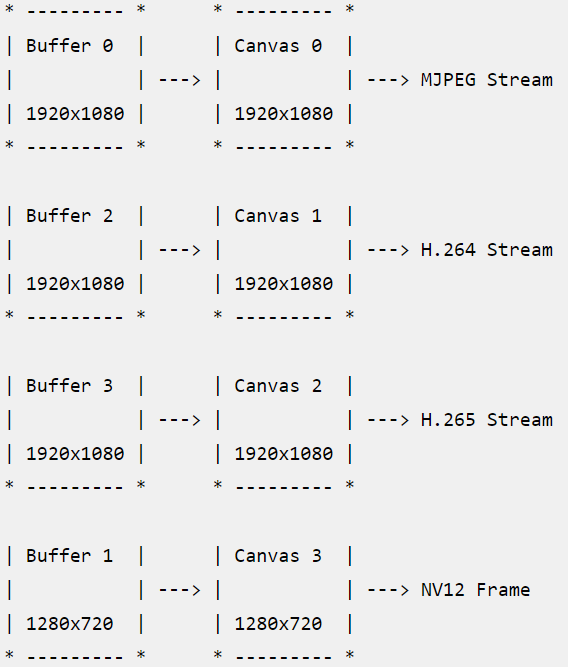 * --------- *      * --------- *
| Buffer 0  |      | Canvas 0  |
|           | ---> |           | ---> MJPEG Stream
| 1920x1080 |      | 1920x1080 |
* --------- *      * --------- *

| Buffer 2  |      | Canvas 1  |
|           | ---> |           | ---> H.264 Stream
| 1920x1080 |      | 1920x1080 |
* --------- *      * --------- *

| Buffer 3  |      | Canvas 2  |
|           | ---> |           | ---> H.265 Stream
| 1920x1080 |      | 1920x1080 |
* --------- *      * --------- *

| Buffer 1  |      | Canvas 3  |
|           | ---> |           | ---> NV12 Frame
| 1280x720  |      | 1280x720  |
* --------- *      * --------- *